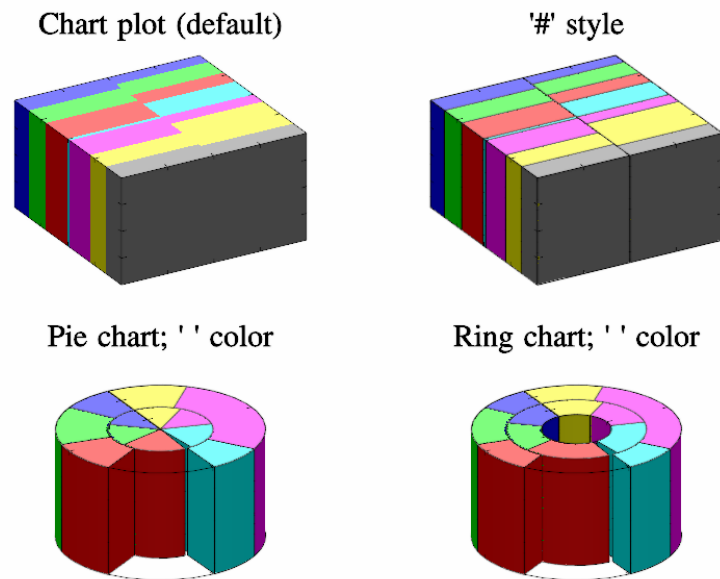 Chart plot (default)
'#' style
Pie chart; ' ' color
Ring chart; ' ' color